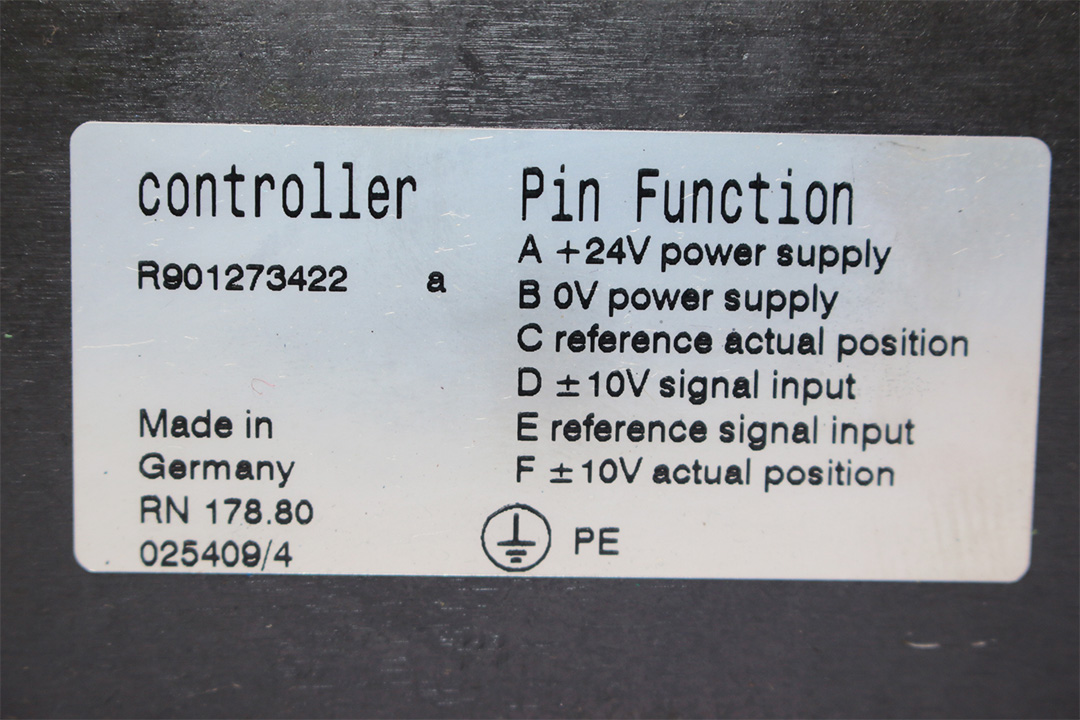 controller
R901273422 a
Made in
Germany
RN 178.80
025409/4
Pin Function
A +24V power supply
B 0V power supply
C reference actual position
D ±10V signal input
E reference signal input
F ±10V actual position
PE